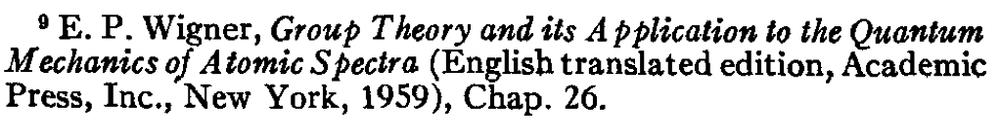 ⁹ E. P. Wigner, Group Theory and its Application to the Quantum
Mechanics of Atomic Spectra (English translated edition, Academic
Press, Inc., New York, 1959), Chap. 26.